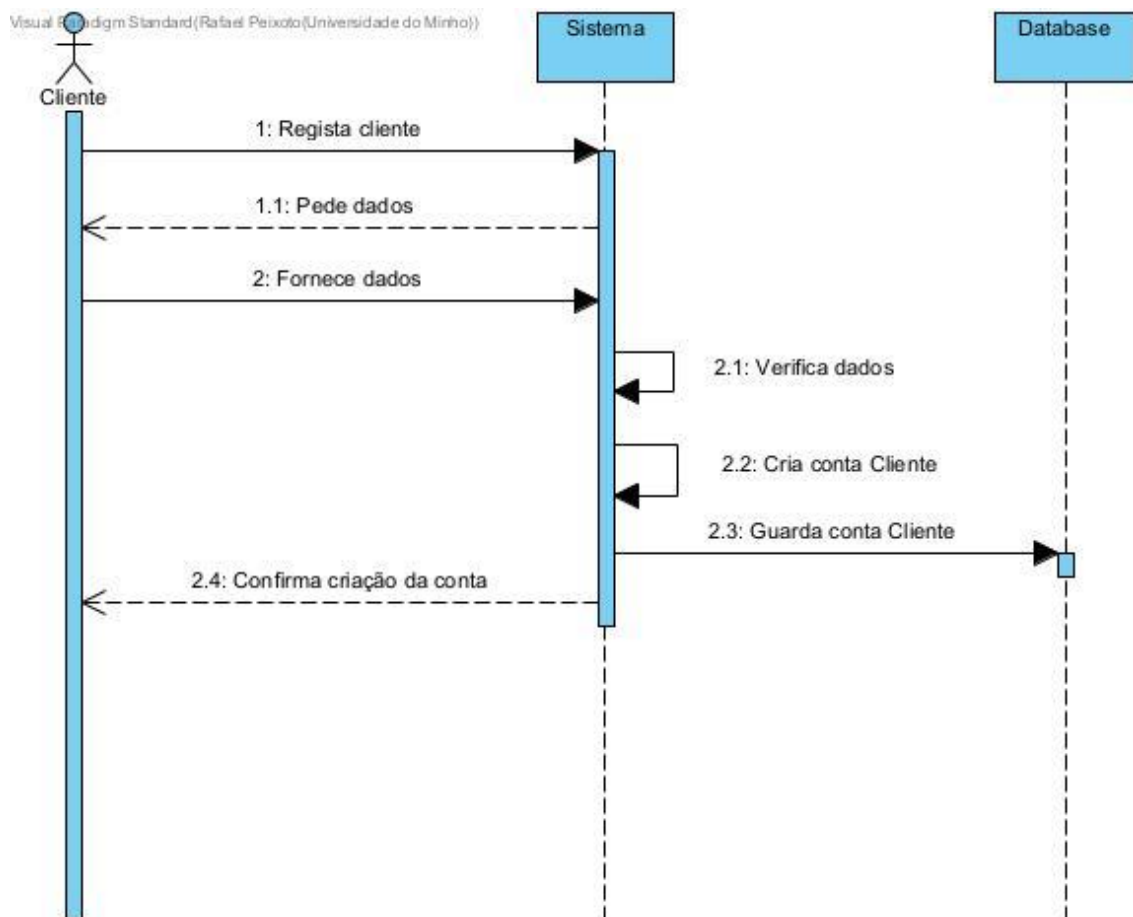 Visual Paradigm Standard(Rafael Peixoto(Universidade do Minho))
Sistema
Database
Cliente
1: Regista cliente
1.1: Pede dados
2: Fornece dados
2.1: Verifica dados
2.2: Cria conta Cliente
2.3: Guarda conta Cliente
2.4: Confirma criação da conta